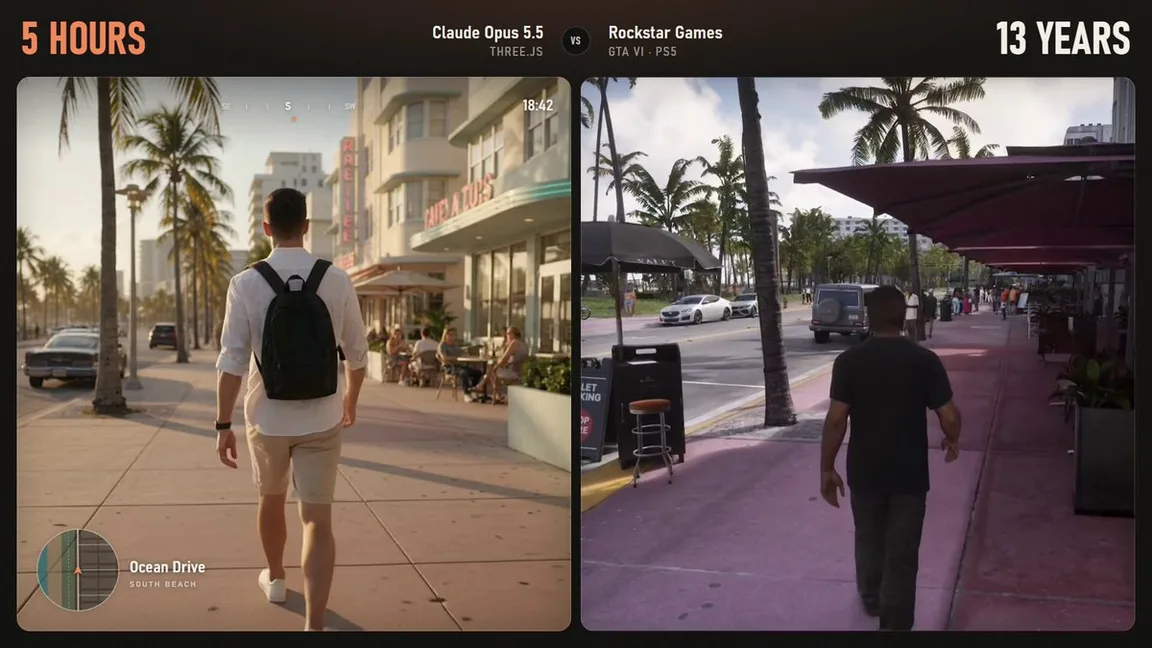 5 HOURS
Claude Opus 5.5
THREE.JS
VS
Rockstar Games
GTA VI · PS5
13 YEARS
SE
S
SW
18:42
Ocean Drive
SOUTH BEACH